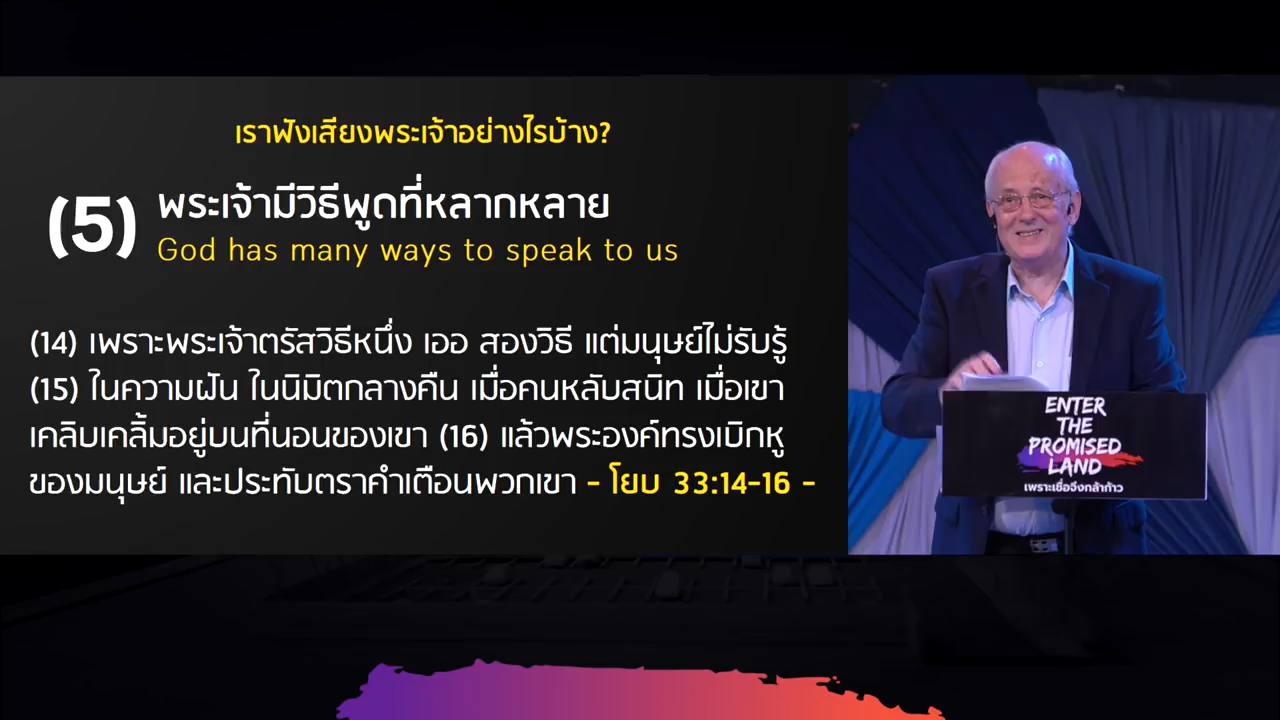 เราฟังเสียงพระเจ้าอย่างไรบ้าง?
(5) พระเจ้ามีวิธีพูดที่หลากหลาย
God has many ways to speak to us
(14) เพราะพระเจ้าตรัสวิธีหนึ่ง เออ สองวิธี แต่มนุษย์ไม่รับรู้
(15) ในความฝัน ในนิมิตกลางคืน เมื่อคนหลับสนิท เมื่อเขา
เคลิบเคลิ้มอยู่บนที่นอนของเขา (16) แล้วพระองค์ทรงเบิกหู
ของมนุษย์ และประทับตราคำเตือนพวกเขา - โยบ 33:14-16 -
ENTER
THE
PROMISED
LAND
เพราะเชื่อจึงกล้าก้าว